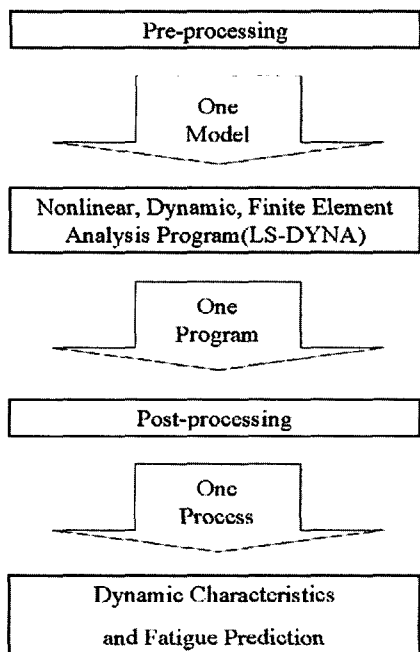 Pre-processing
One
Model
Nonlinear, Dynamic, Finite Element
Analysis Program(LS-DYNA)
One
Program
Post-processing
One
Process
Dynamic Characteristics
and Fatigue Prediction